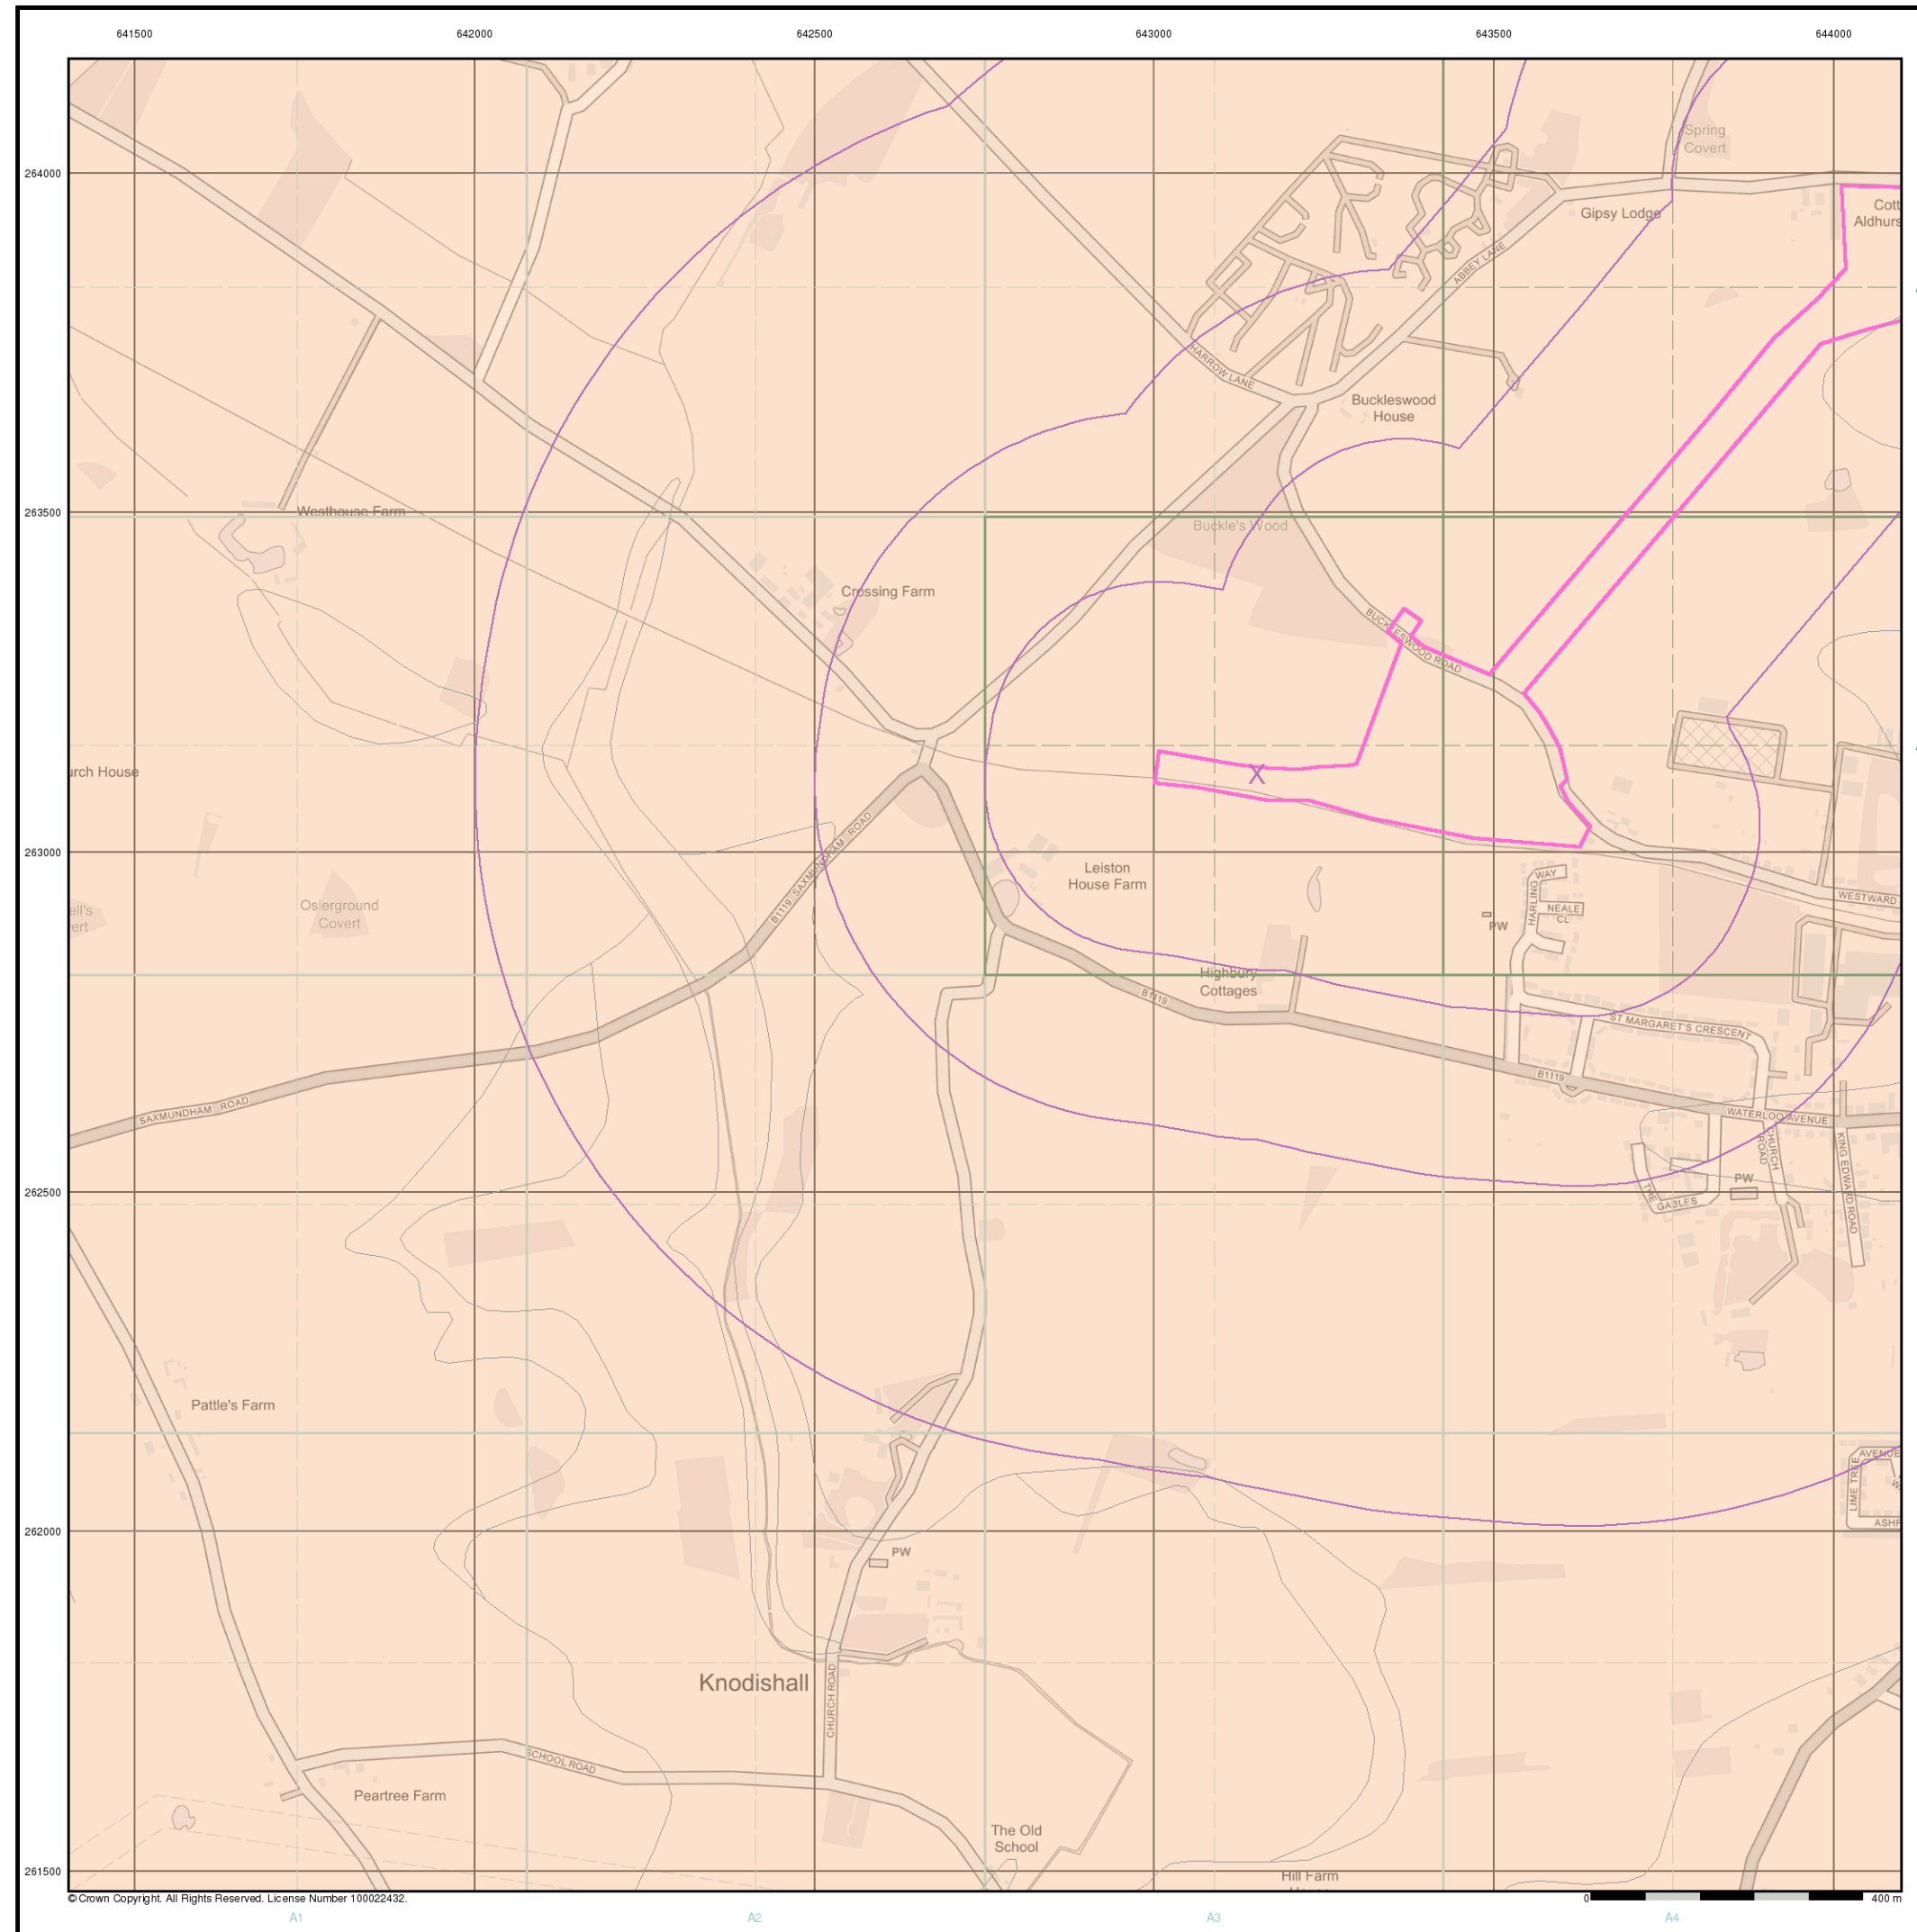 641500
642000
642500
643000
643500
644000
264000
263500
263000
262500
262000
261500
Spring
Covert
Gipsy Lodge
Cott
Aldhurs
ABBEY LANE
HARROW LANE
Buckleswood
House
Westhouse Farm
Buckle's Wood
Crossing Farm
BUCKLESWOOD ROAD
urch House
X
B1119 SAXMUNDHAM ROAD
Leiston
House Farm
HARLING WAY
NEALE
CL
PW
WESTWARD
ell's
ert
Osierground
Covert
Highbury
Cottages
B1119
ST MARGARET'S CRESCENT
B1119
SAXMUNDHAM ROAD
WATERLOO AVENUE
CHURCH
ROAD
KING EDWARD ROAD
PW
THE
GABLES
Pattle's Farm
AVENUE
LIME TREE
W
ASHF
PW
Knodishall
CHURCH ROAD
SCHOOL ROAD
Peartree Farm
The Old
School
Hill Farm
© Crown Copyright. All Rights Reserved. License Number 100022432.
0
400 m
A1
A2
A3
A4